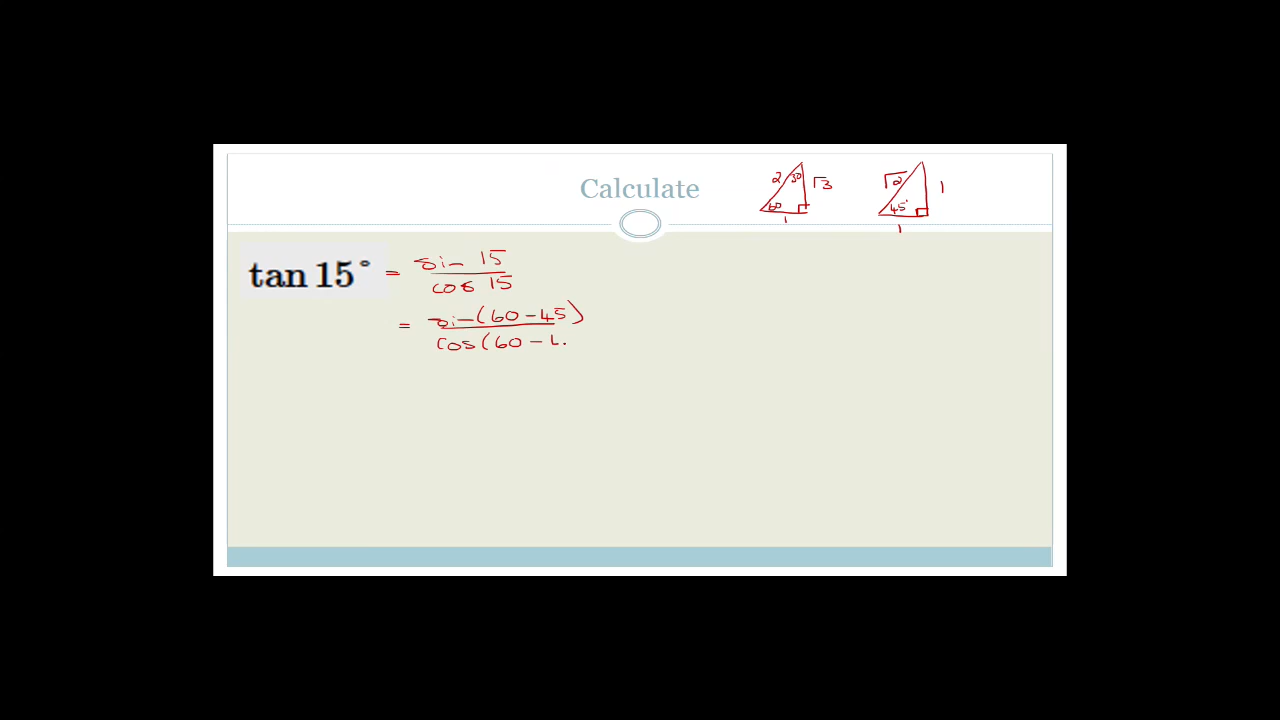 Calculate
2 30 √3
60
1
√2 1
45°
1
tan 15° = sin 15
cos 15
= sin (60 - 45)
cos (60 -